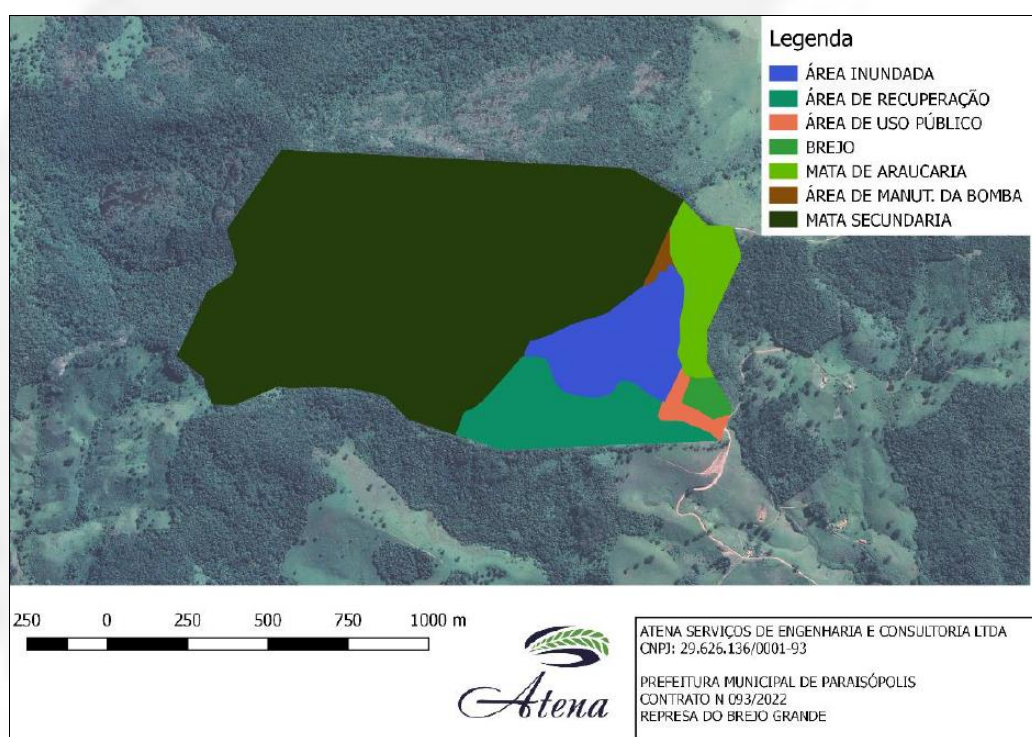 Legenda
ÁREA INUNDADA
ÁREA DE RECUPERAÇÃO
ÁREA DE USO PÚBLICO
BREJO
MATA DE ARAUCARIA
ÁREA DE MANUT. DA BOMBA
MATA SECUNDARIA
250 0 250 500 750 1000 m
Atena
ATENA SERVIÇOS DE ENGENHARIA E CONSULTORIA LTDA
CNPJ: 29.626.136/0001-93
PREFEITURA MUNICIPAL DE PARAISÓPOLIS
CONTRATO N 093/2022
REPRESA DO BREJO GRANDE